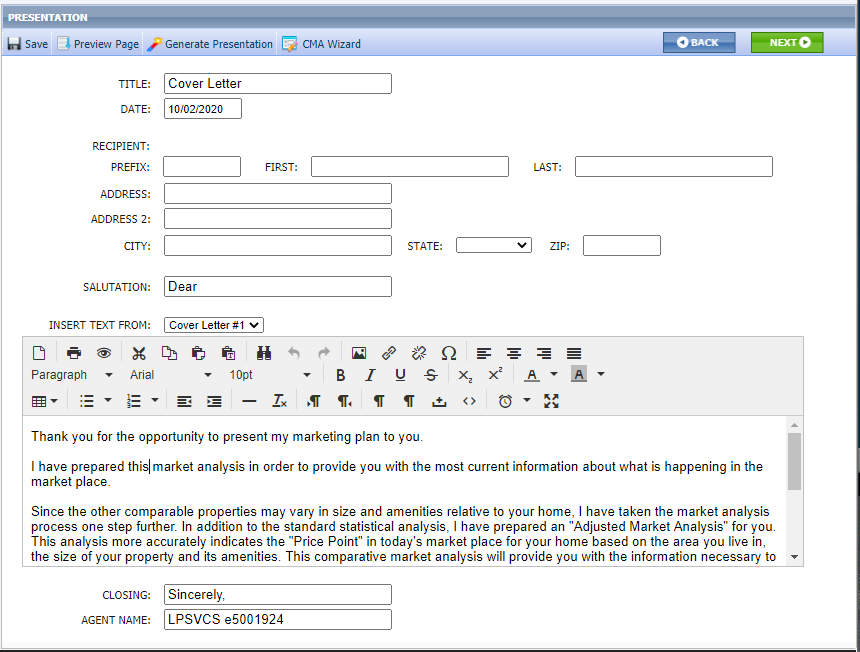 PRESENTATION
Save Preview Page Generate Presentation CMA Wizard BACK NEXT
TITLE: Cover Letter
DATE: 10/02/2020
RECIPIENT:
PREFIX: FIRST: LAST:
ADDRESS:
ADDRESS 2:
CITY: STATE: ZIP:
SALUTATION: Dear
INSERT TEXT FROM: Cover Letter #1
Paragraph Arial 10pt B I U S X₂ X² A A
Thank you for the opportunity to present my marketing plan to you.
I have prepared this market analysis in order to provide you with the most current information about what is happening in the
market place.
Since the other comparable properties may vary in size and amenities relative to your home, I have taken the market analysis
process one step further. In addition to the standard statistical analysis, I have prepared an "Adjusted Market Analysis" for you.
This analysis more accurately indicates the "Price Point" in today's market place for your home based on the area you live in,
the size of your property and its amenities. This comparative market analysis will provide you with the information necessary to
CLOSING: Sincerely,
AGENT NAME: LPSVCS e5001924